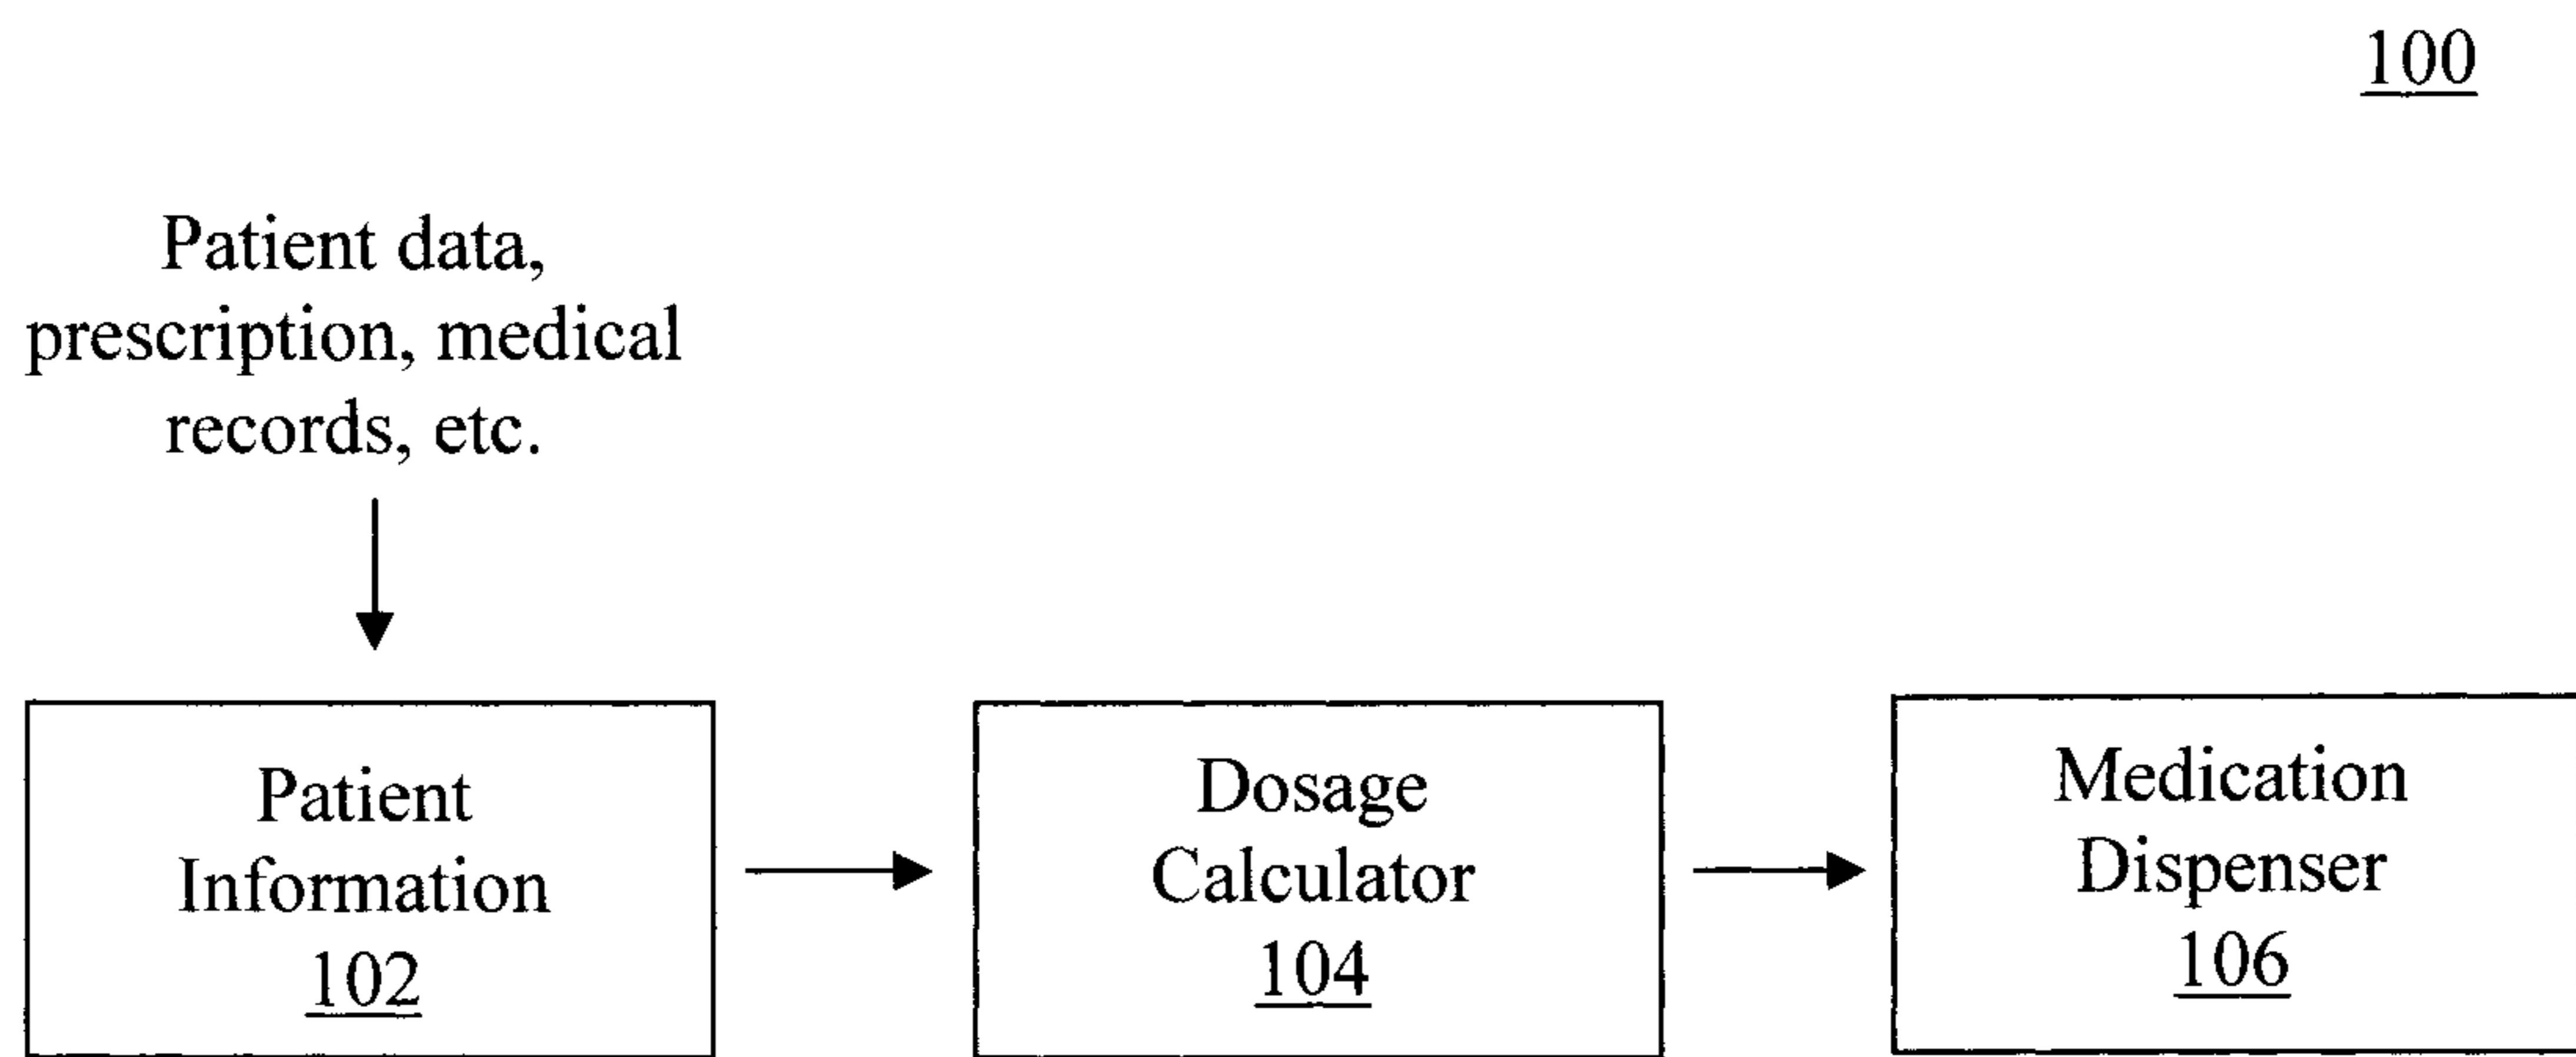 100
Patient data,
prescription, medical
records, etc.
Patient
Information
102
Dosage
Calculator
104
Medication
Dispenser
106